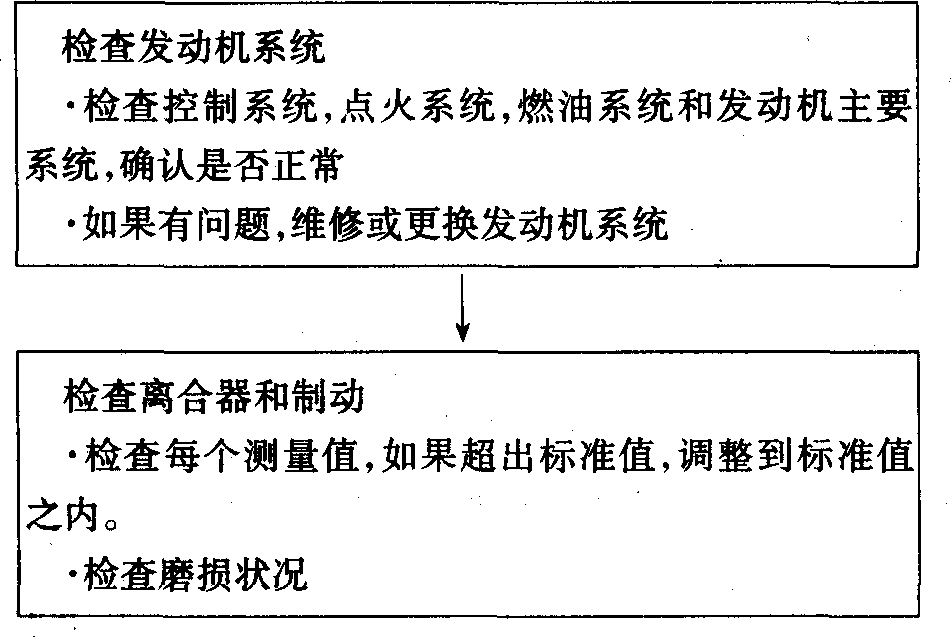 检查发动机系统
·检查控制系统,点火系统,燃油系统和发动机主要
系统,确认是否正常
·如果有问题,维修或更换发动机系统
检查离合器和制动
·检查每个测量值,如果超出标准值,调整到标准值
之内。
·检查磨损状况